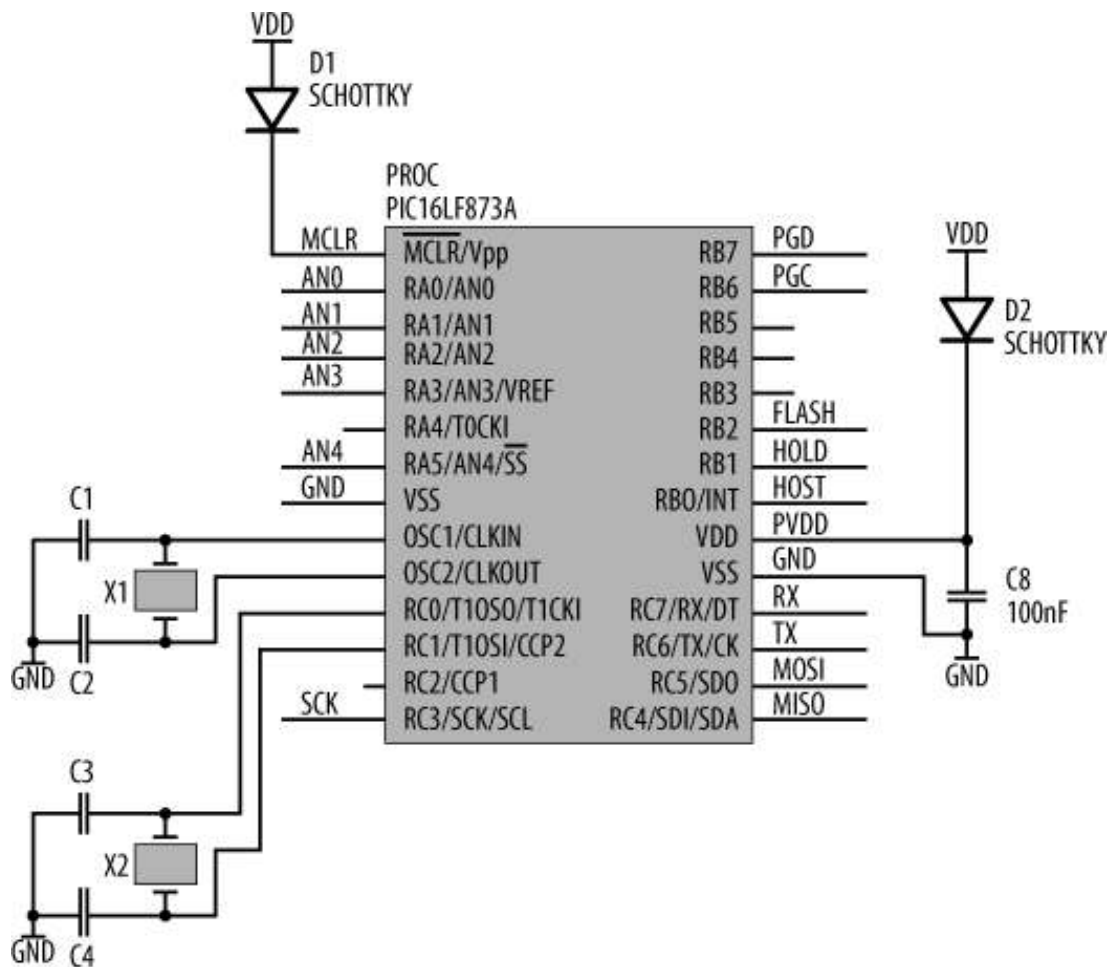 VDD
D1
SCHOTTKY
PROC
PIC16LF873A
MCLR
MCLR/Vpp
RB7
PGD
VDD
AN0
RA0/AN0
RB6
PGC
AN1
RA1/AN1
RB5
D2
SCHOTTKY
AN2
RA2/AN2
RB4
AN3
RA3/AN3/VREF
RB3
RA4/T0CKI
RB2
FLASH
AN4
RA5/AN4/SS
RB1
HOLD
GND
VSS
RB0/INT
HOST
C1
OSC1/CLKIN
VDD
PVDD
X1
OSC2/CLKOUT
VSS
GND
C8
100nF
RC0/T1OSO/T1CKI
RC7/RX/DT
RX
GND
C2
RC1/T1OSI/CCP2
RC6/TX/CK
TX
GND
RC2/CCP1
RC5/SDO
MOSI
SCK
RC3/SCK/SCL
RC4/SDI/SDA
MISO
C3
X2
GND
C4